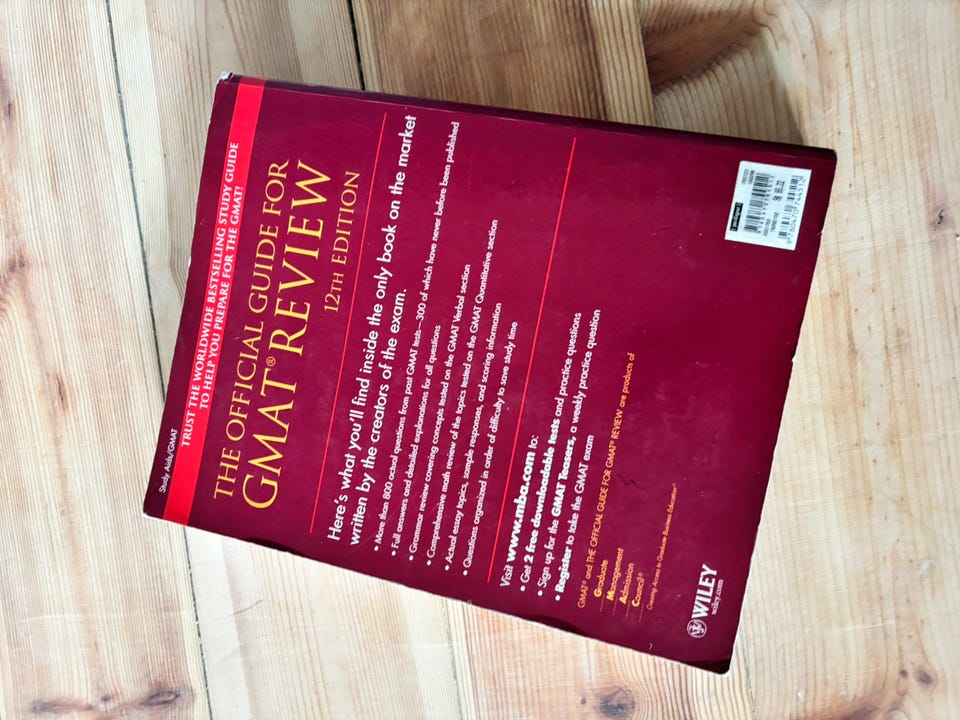 Study Aids/GMAT
TRUST THE WORLDWIDE BESTSELLING STUDY GUIDE
TO HELP YOU PREPARE FOR THE GMAT!
THE OFFICIAL GUIDE FOR
GMAT® REVIEW
12TH EDITION
Here's what you'll find inside the only book on the market
written by the creators of the exam.
• More than 800 actual questions from past GMAT tests—300 of which have never before been published
• Full answers and detailed explanations for all questions
• Grammar review covering concepts tested on the GMAT Verbal section
• Comprehensive math review of the topics tested on the GMAT Quantitative section
• Actual essay topics, sample responses, and scoring information
• Questions organized in order of difficulty to save study time
Visit www.mba.com to:
• Get 2 free downloadable tests and practice questions
• Sign up for the GMAT Teasers, a weekly practice question
• Register to take the GMAT exam
GMAT® and THE OFFICIAL GUIDE FOR GMAT® REVIEW are products of
Graduate
Management
Admission
Council®
Creating Access to Graduate Business Education™
WILEY
wiley.com